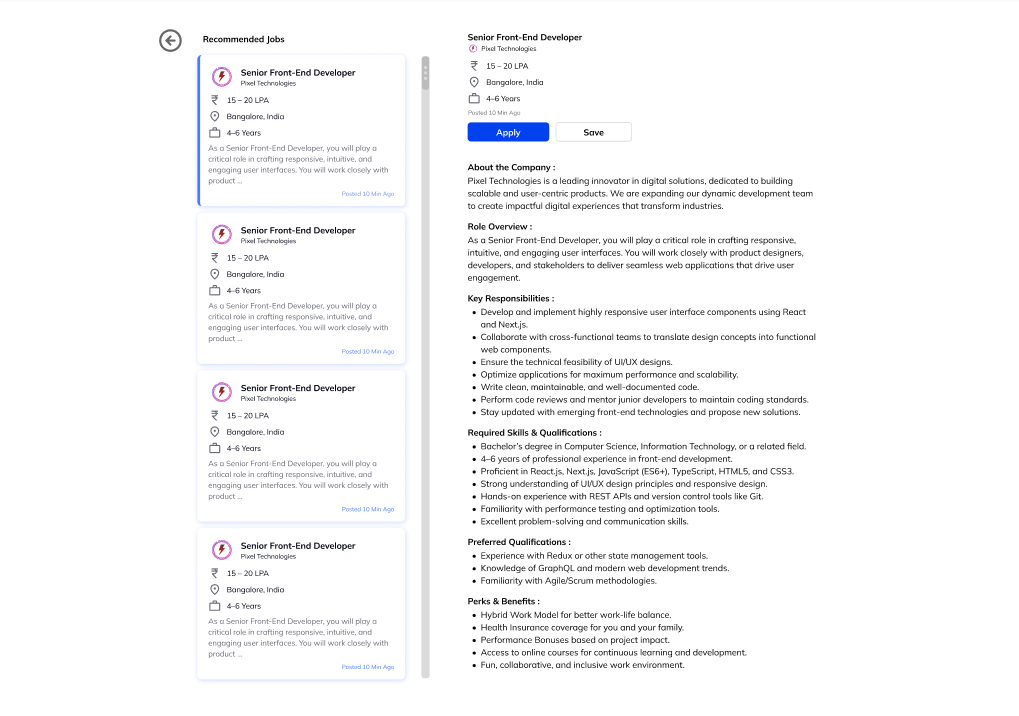 Recommended Jobs
Senior Front-End Developer
Pixel Technologies
15 – 20 LPA
Bangalore, India
4–6 Years
As a Senior Front-End Developer, you will play a
critical role in crafting responsive, intuitive, and
engaging user interfaces. You will work closely with
product ...
Posted 10 Min Ago
Senior Front-End Developer
Pixel Technologies
15 – 20 LPA
Bangalore, India
4–6 Years
As a Senior Front-End Developer, you will play a
critical role in crafting responsive, intuitive, and
engaging user interfaces. You will work closely with
product ...
Posted 10 Min Ago
Senior Front-End Developer
Pixel Technologies
15 – 20 LPA
Bangalore, India
4–6 Years
As a Senior Front-End Developer, you will play a
critical role in crafting responsive, intuitive, and
engaging user interfaces. You will work closely with
product ...
Posted 10 Min Ago
Senior Front-End Developer
Pixel Technologies
15 – 20 LPA
Bangalore, India
4–6 Years
As a Senior Front-End Developer, you will play a
critical role in crafting responsive, intuitive, and
engaging user interfaces. You will work closely with
product ...
Posted 10 Min Ago
Senior Front-End Developer
Pixel Technologies
15 – 20 LPA
Bangalore, India
4–6 Years
Posted 10 Min Ago
Apply Save
About the Company :
Pixel Technologies is a leading innovator in digital solutions, dedicated to building
scalable and user-centric products. We are expanding our dynamic development team
to create impactful digital experiences that transform industries.
Role Overview :
As a Senior Front-End Developer, you will play a critical role in crafting responsive,
intuitive, and engaging user interfaces. You will work closely with product designers,
developers, and stakeholders to deliver seamless web applications that drive user
engagement.
Key Responsibilities :
• Develop and implement highly responsive user interface components using React
and Next.js.
• Collaborate with cross-functional teams to translate design concepts into functional
web components.
• Ensure the technical feasibility of UI/UX designs.
• Optimize applications for maximum performance and scalability.
• Write clean, maintainable, and well-documented code.
• Perform code reviews and mentor junior developers to maintain coding standards.
• Stay updated with emerging front-end technologies and propose new solutions.
Required Skills & Qualifications :
• Bachelor's degree in Computer Science, Information Technology, or a related field.
• 4–6 years of professional experience in front-end development.
• Proficient in React.js, Next.js, JavaScript (ES6+), TypeScript, HTML5, and CSS3.
• Strong understanding of UI/UX design principles and responsive design.
• Hands-on experience with REST APIs and version control tools like Git.
• Familiarity with performance testing and optimization tools.
• Excellent problem-solving and communication skills.
Preferred Qualifications :
• Experience with Redux or other state management tools.
• Knowledge of GraphQL and modern web development trends.
• Familiarity with Agile/Scrum methodologies.
Perks & Benefits :
• Hybrid Work Model for better work-life balance.
• Health Insurance coverage for you and your family.
• Performance Bonuses based on project impact.
• Access to online courses for continuous learning and development.
• Fun, collaborative, and inclusive work environment.